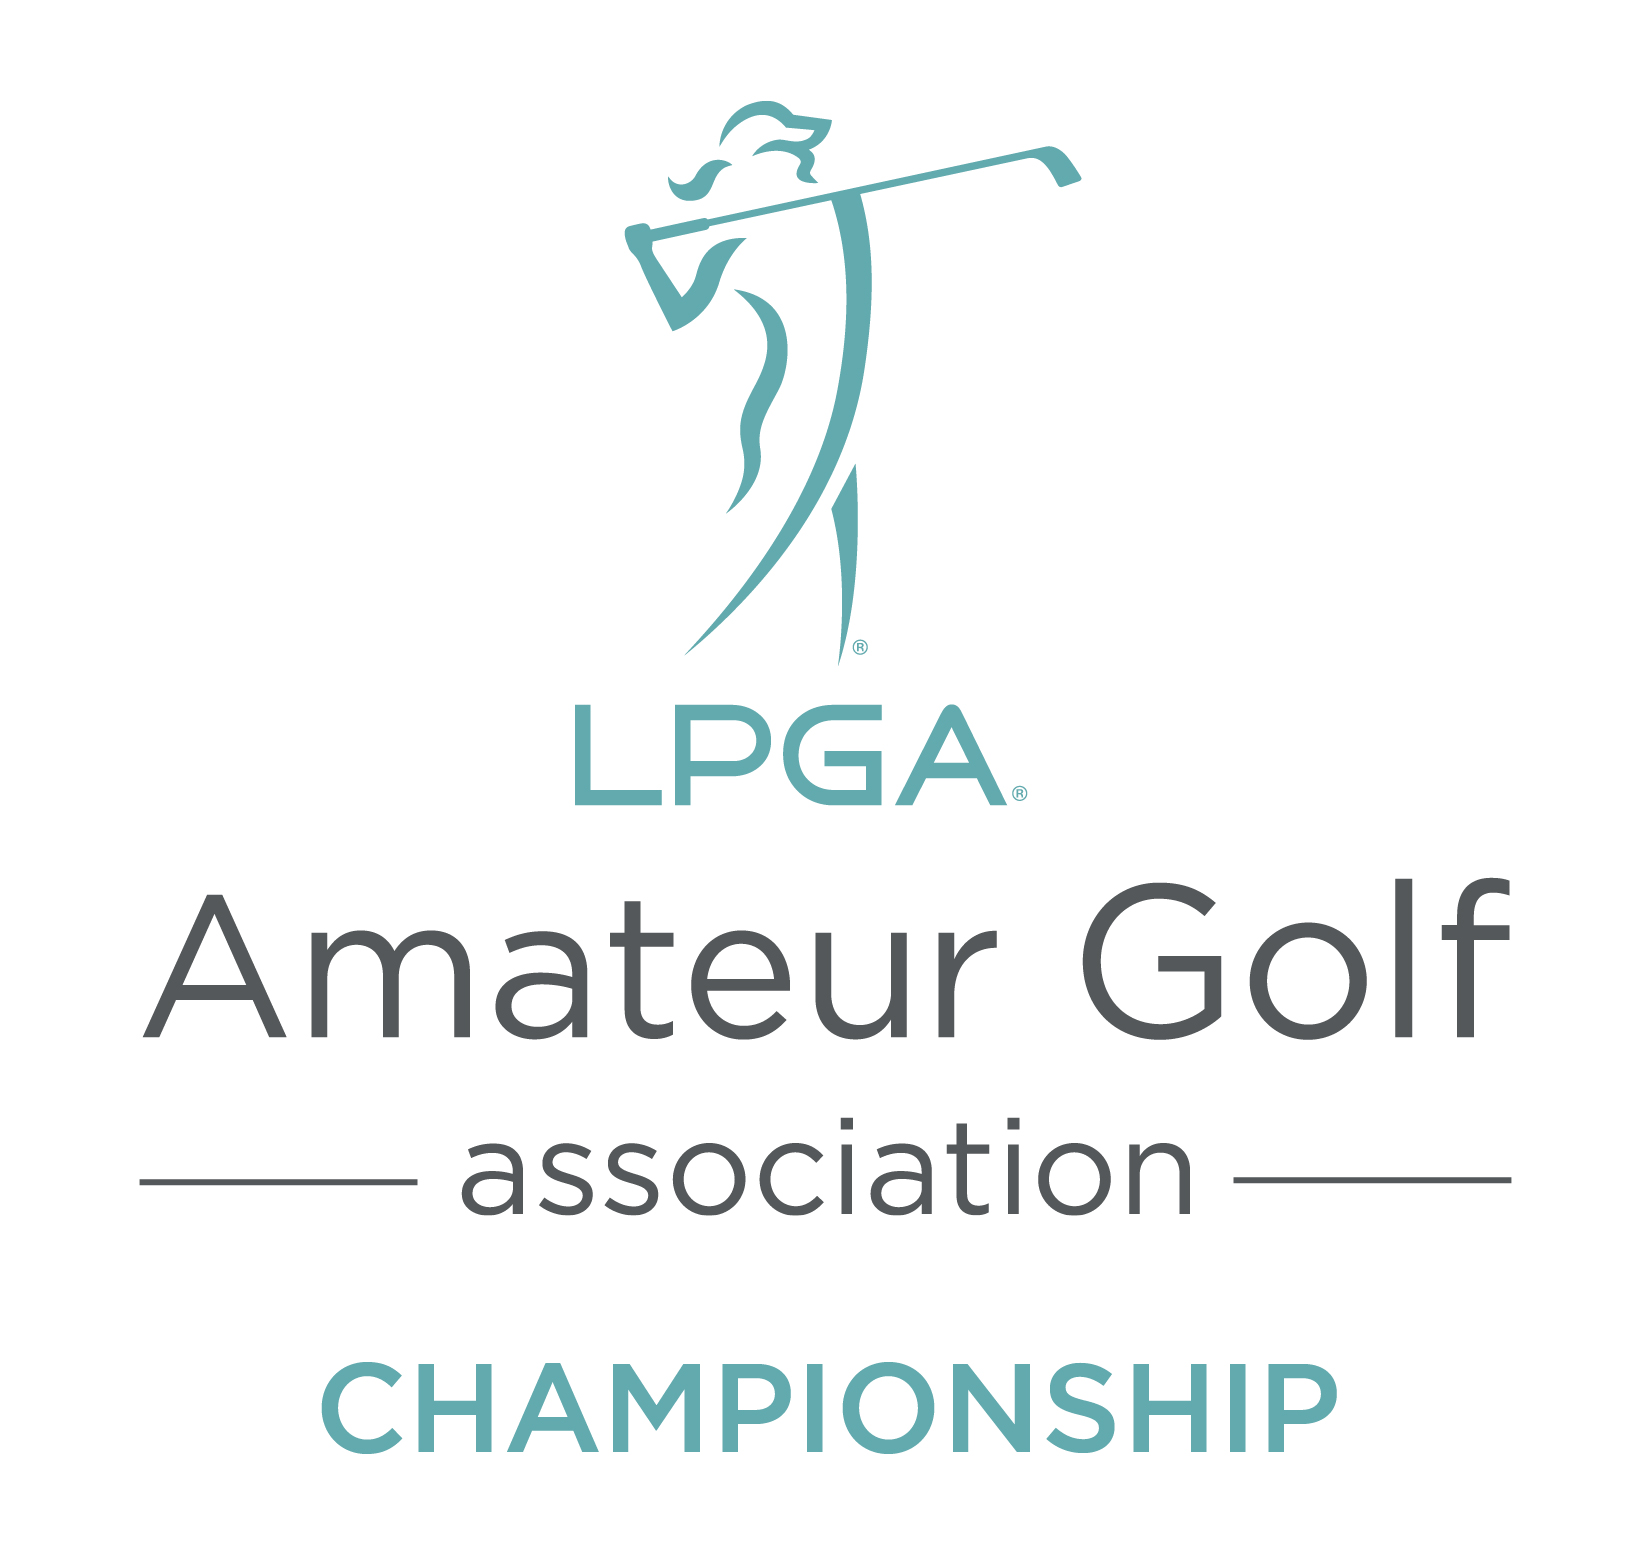 ®
LPGA®
Amateur Golf
association
CHAMPIONSHIP